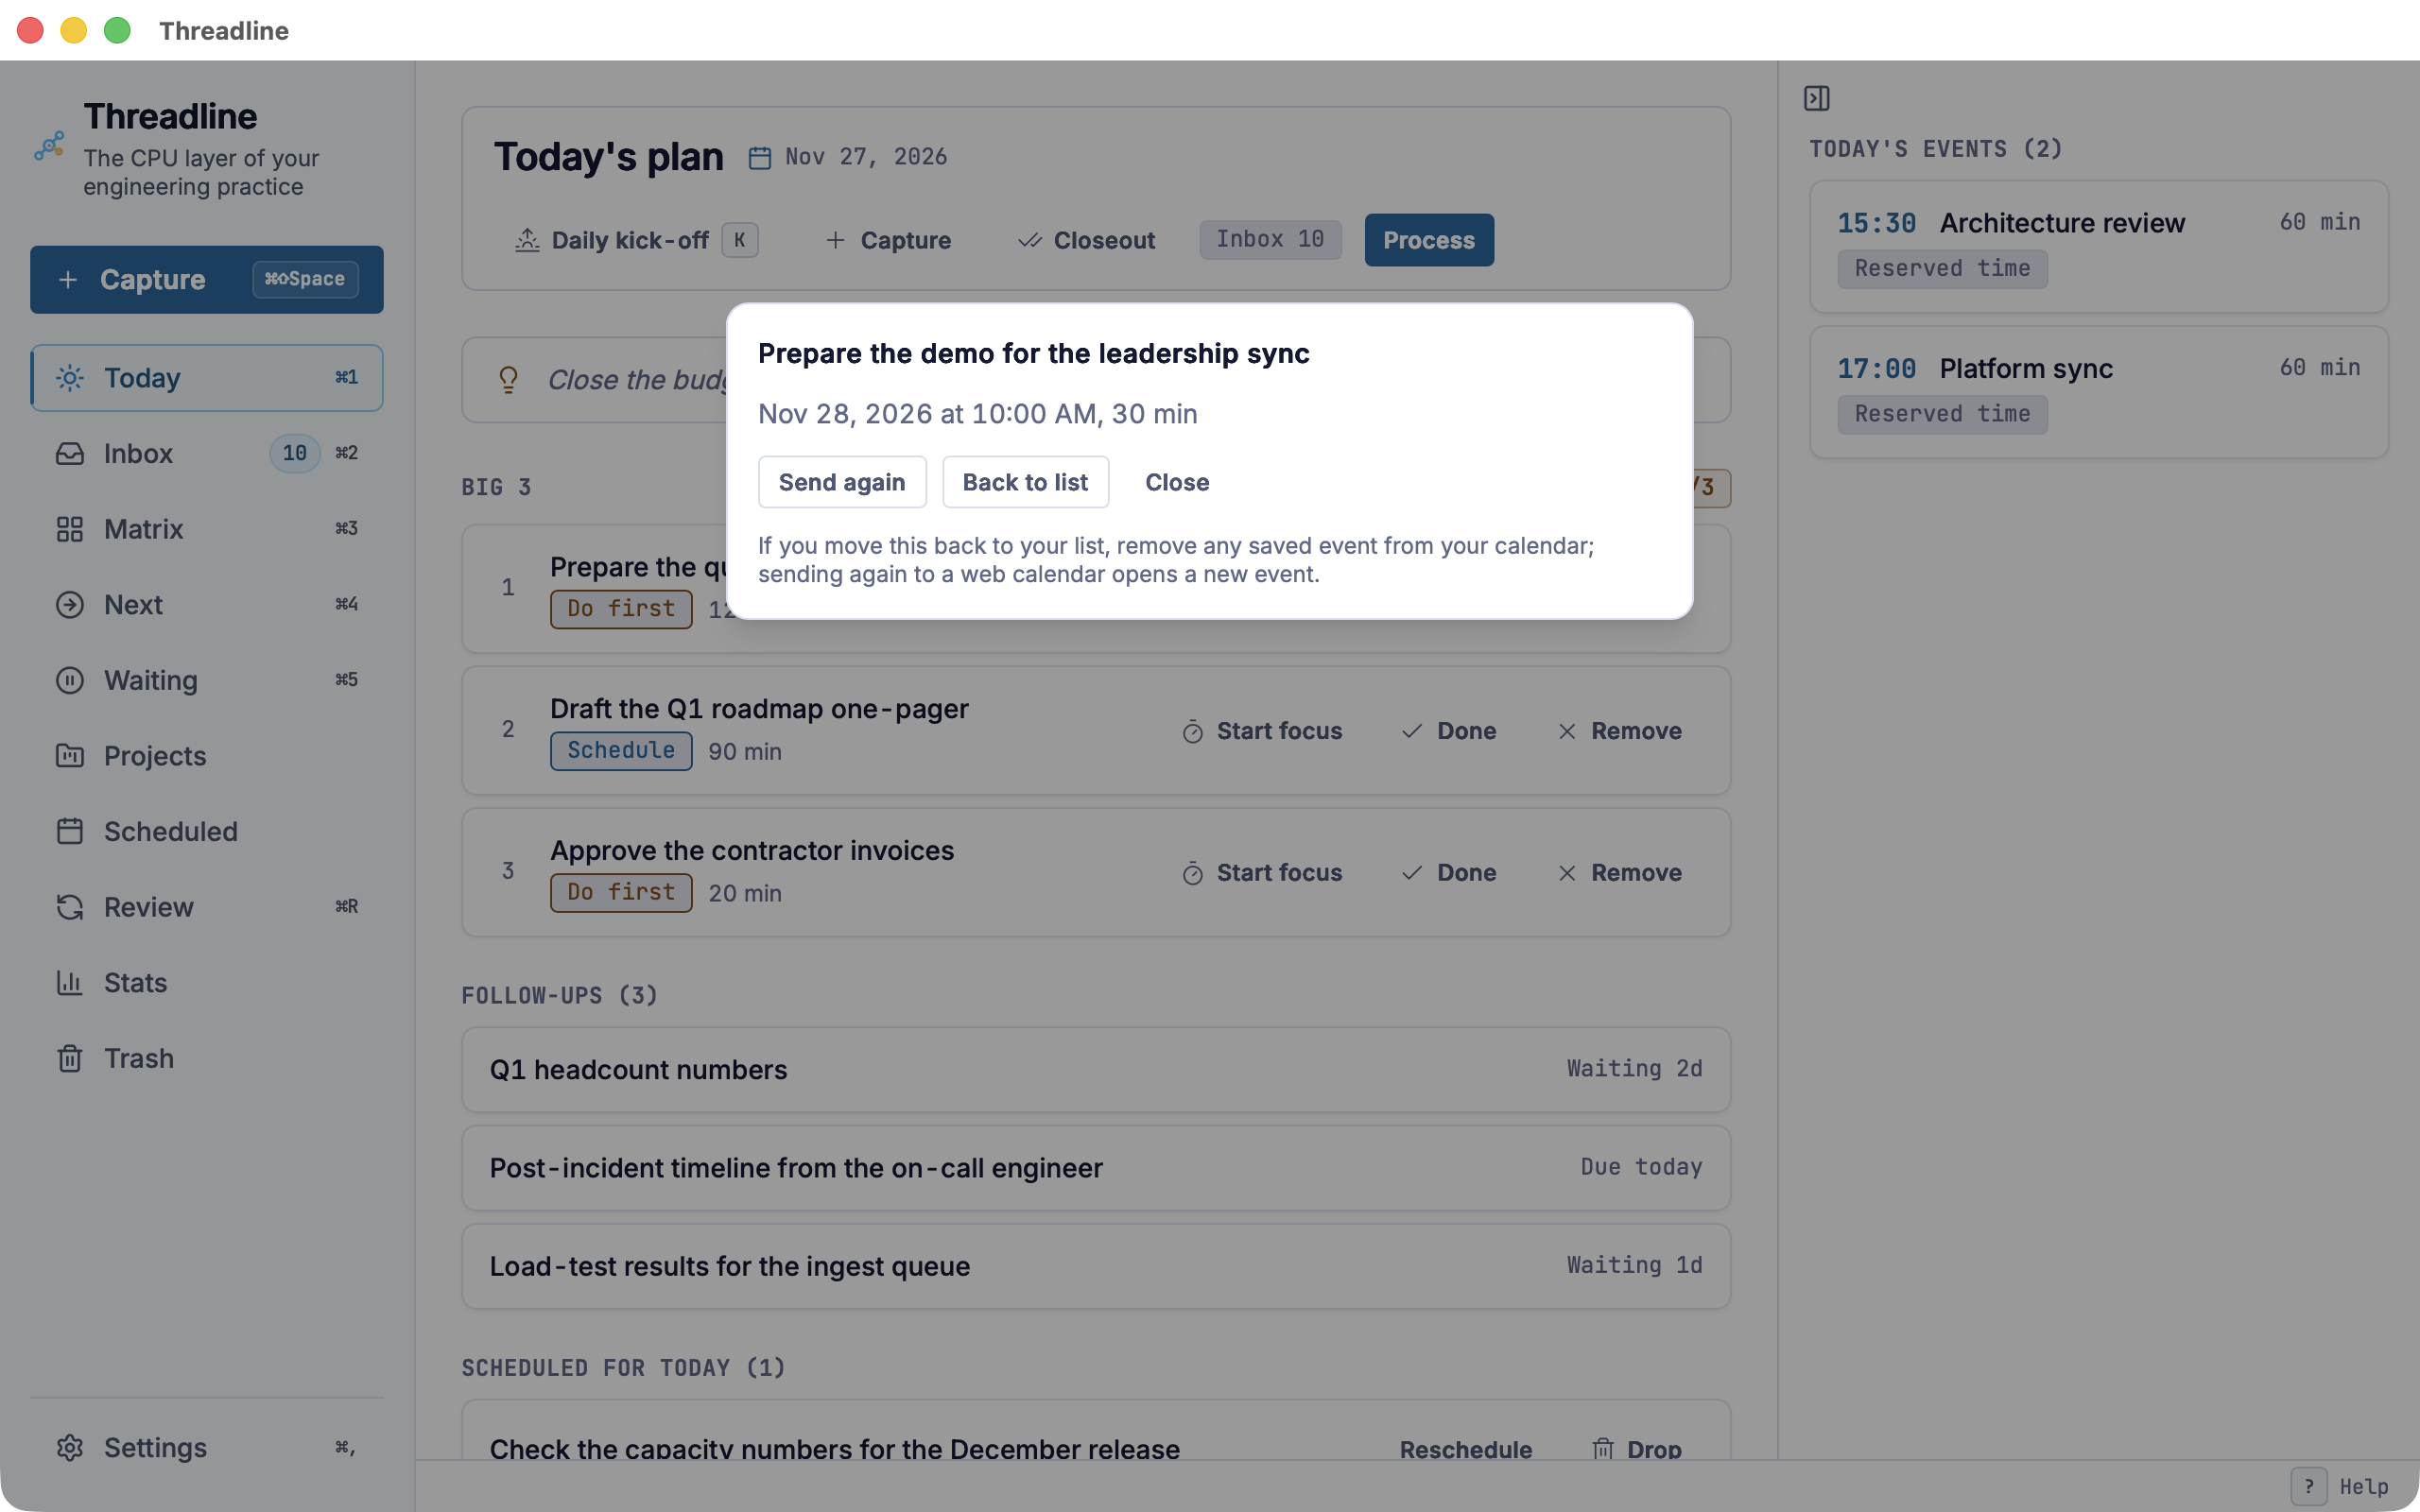 Threadline
Threadline
The CPU layer of your
engineering practice
+ Capture ⌘⇧Space
Today ⌘1
Inbox 10 ⌘2
Matrix ⌘3
Next ⌘4
Waiting ⌘5
Projects
Scheduled
Review ⌘R
Stats
Trash
Settings ⌘,
Today's plan Nov 27, 2026
Daily kick-off K + Capture Closeout Inbox 10 Process
Close the
Prepare the demo for the leadership sync
Nov 28, 2026 at 10:00 AM, 30 min
Send again Back to list Close
If you move this back to your list, remove any saved event from your calendar;
sending again to a web calendar opens a new event.
BIG 3 /3
1 Prepare the
Do first
2 Draft the Q1 roadmap one-pager
Schedule 90 min
Start focus Done Remove
3 Approve the contractor invoices
Do first 20 min
Start focus Done Remove
FOLLOW-UPS (3)
Q1 headcount numbers Waiting 2d
Post-incident timeline from the on-call engineer Due today
Load-test results for the ingest queue Waiting 1d
SCHEDULED FOR TODAY (1)
Check the capacity numbers for the December release Reschedule Drop
TODAY'S EVENTS (2)
15:30 Architecture review 60 min
Reserved time
17:00 Platform sync 60 min
Reserved time
? Help